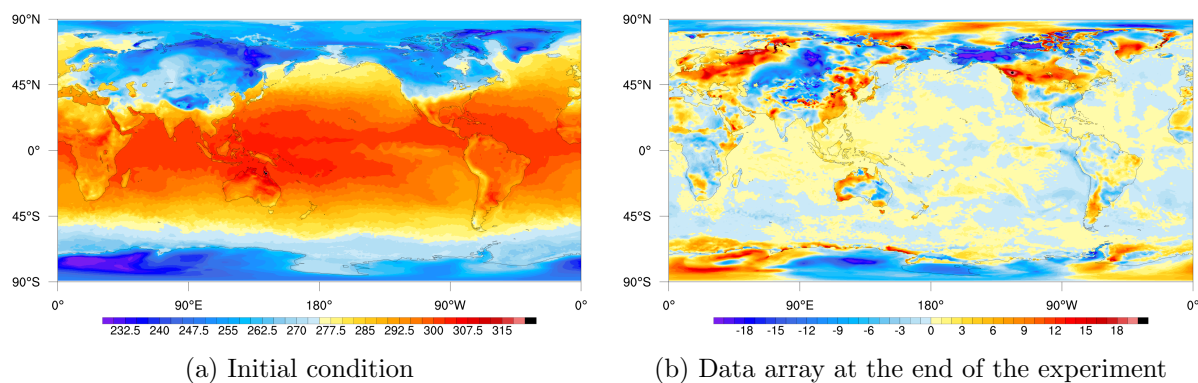 90°N
45°N
0°
45°S
90°S
0° 90°E 180° 90°W 0°
232.5 240 247.5 255 262.5 270 277.5 285 292.5 300 307.5 315
(a) Initial condition
90°N
45°N
0°
45°S
90°S
0° 90°E 180° 90°W 0°
-18 -15 -12 -9 -6 -3 0 3 6 9 12 15 18
(b) Data array at the end of the experiment